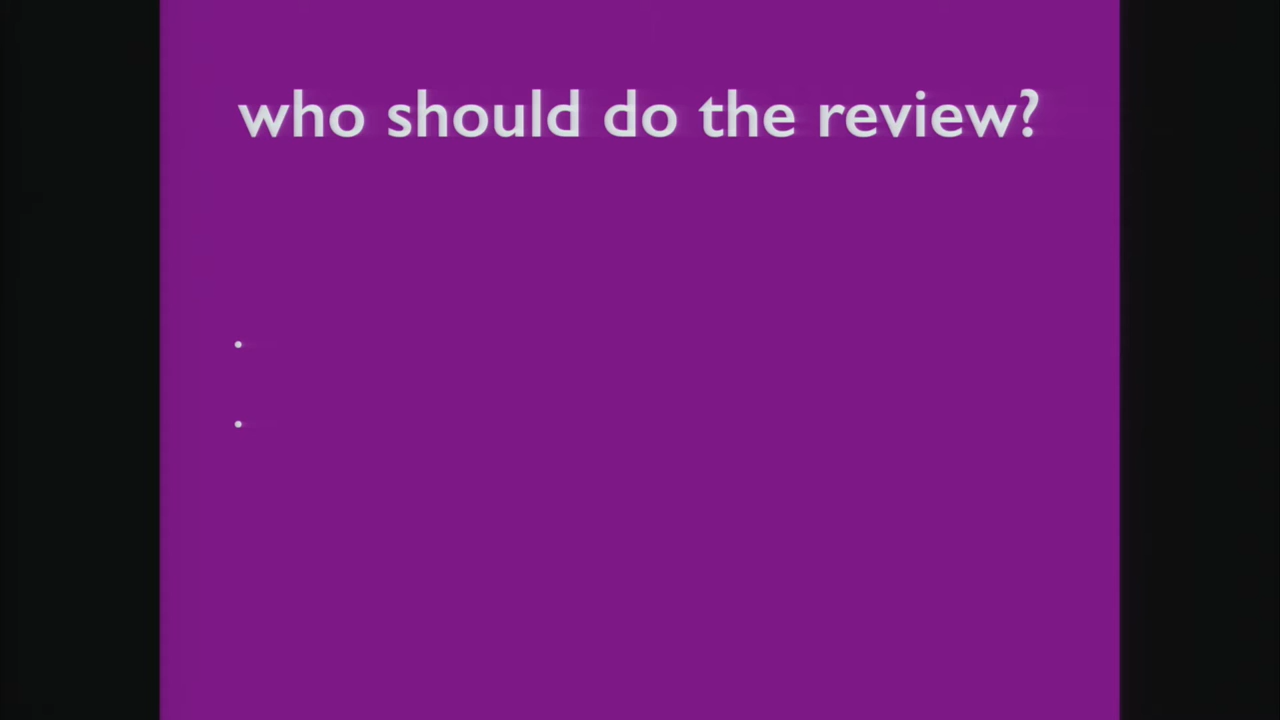 who should do the review?
•
•